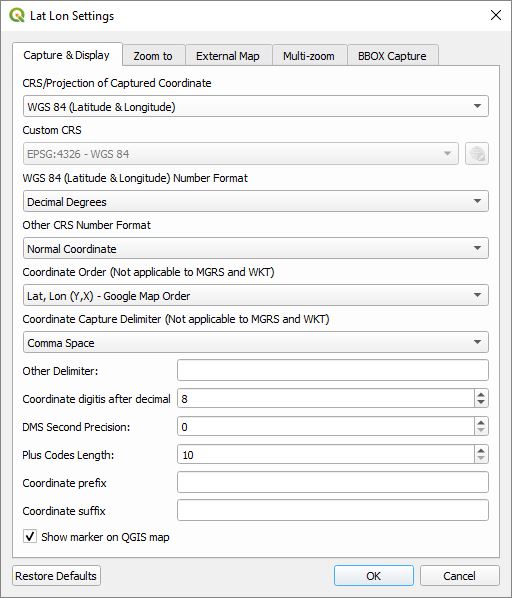 Lat Lon Settings
Capture & Display
Zoom to
External Map
Multi-zoom
BBOX Capture
CRS/Projection of Captured Coordinate
WGS 84 (Latitude & Longitude)
Custom CRS
EPSG:4326 - WGS 84
WGS 84 (Latitude & Longitude) Number Format
Decimal Degrees
Other CRS Number Format
Normal Coordinate
Coordinate Order (Not applicable to MGRS and WKT)
Lat, Lon (Y,X) - Google Map Order
Coordinate Capture Delimiter (Not applicable to MGRS and WKT)
Comma Space
Other Delimiter:
Coordinate digitis after decimal 8
DMS Second Precision: 0
Plus Codes Length: 10
Coordinate prefix
Coordinate suffix
Show marker on QGIS map
Restore Defaults
OK
Cancel